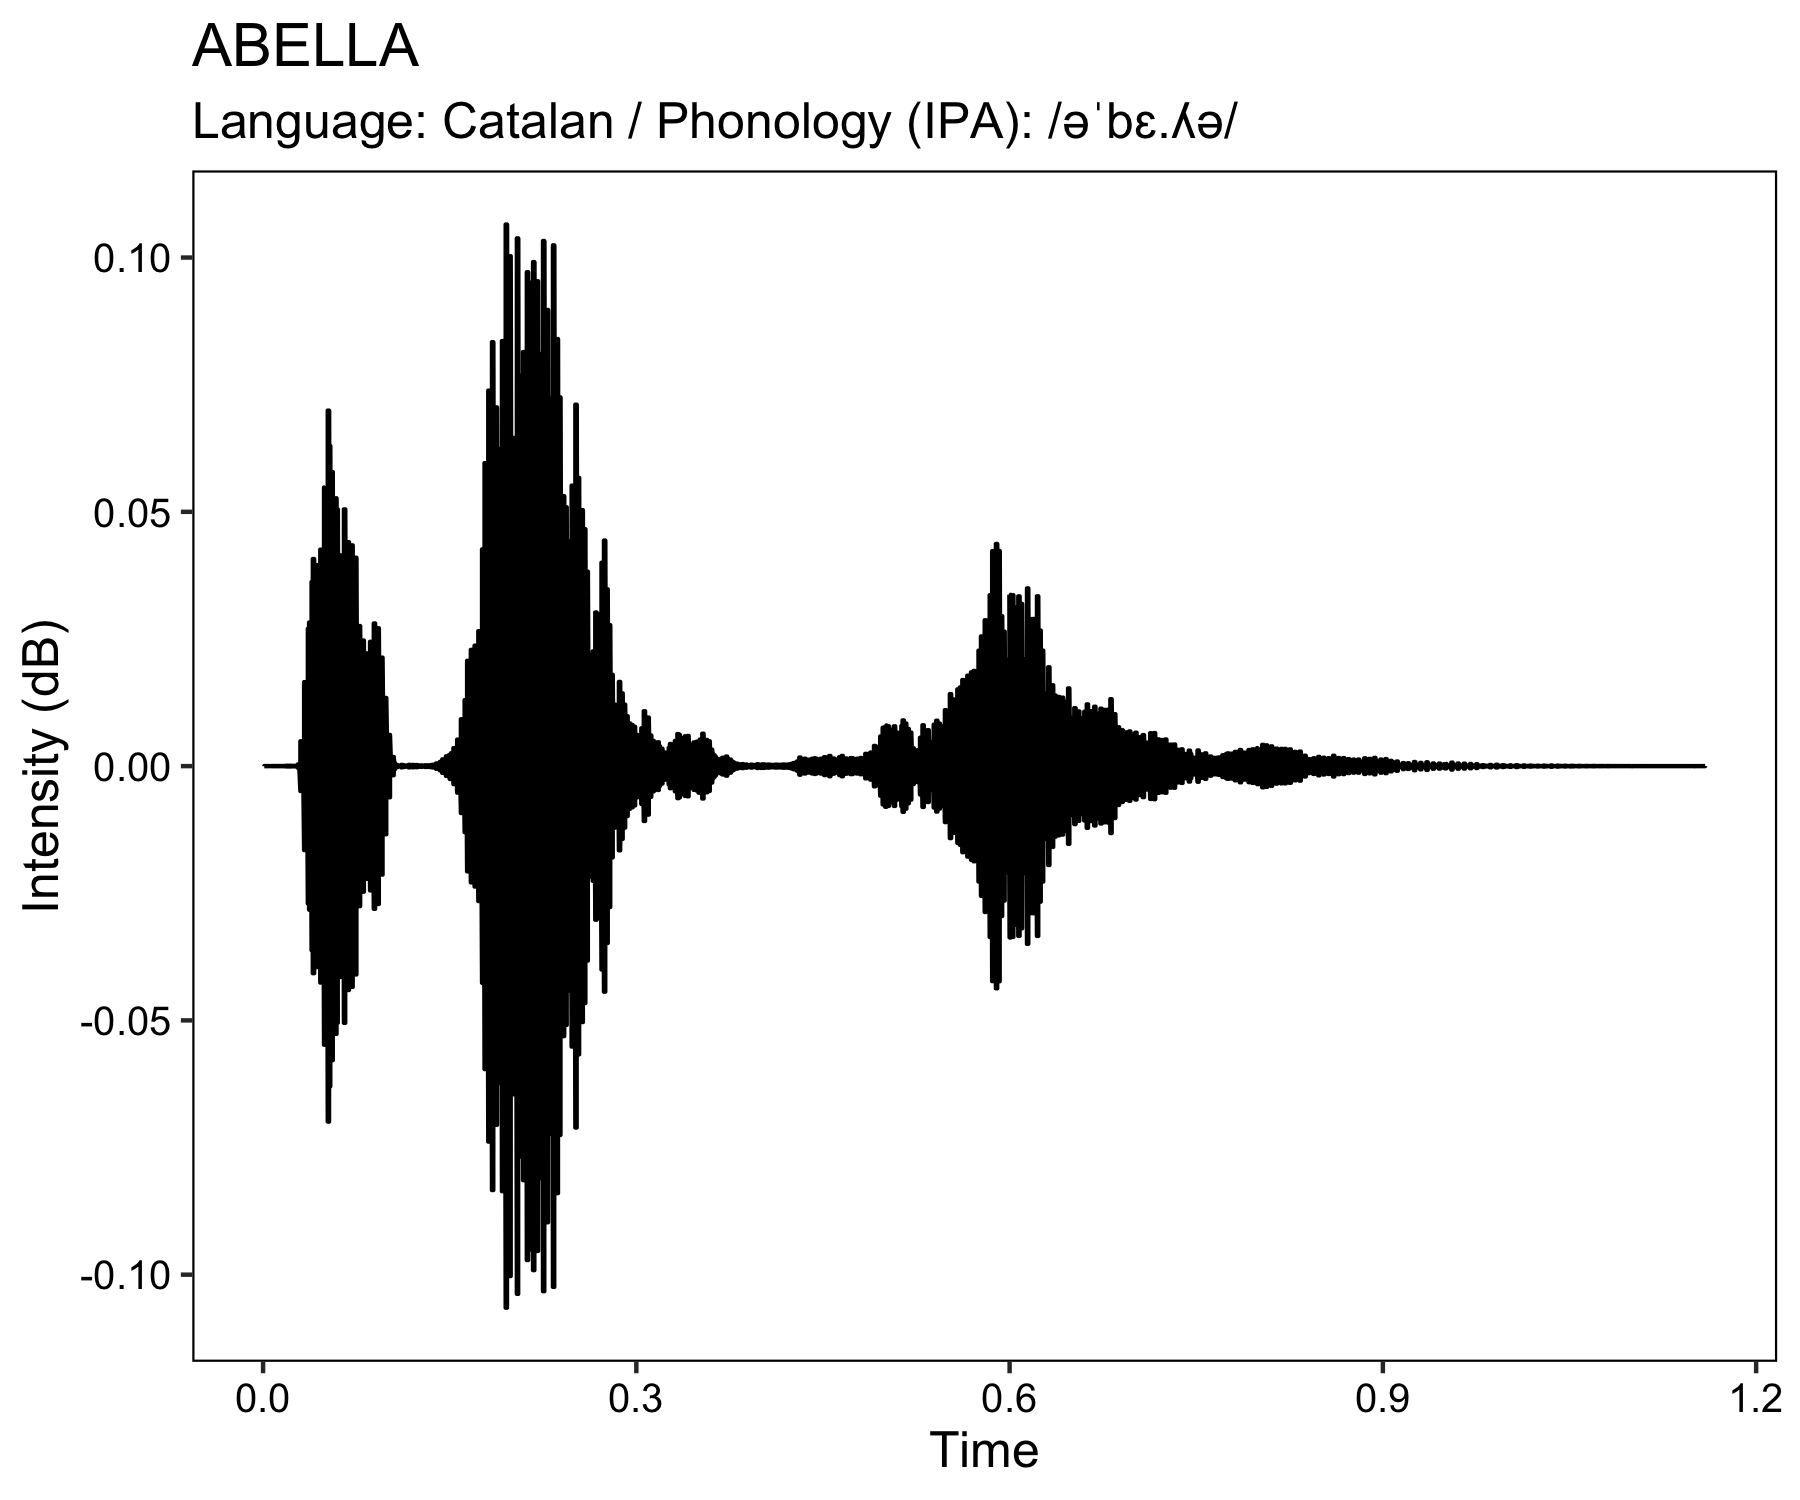 ABELLA
Language: Catalan / Phonology (IPA): /əˈbɛ.ʎə/
0.10
0.05
0.00
-0.05
-0.10
Intensity (dB)
0.0 0.3 0.6 0.9 1.2
Time